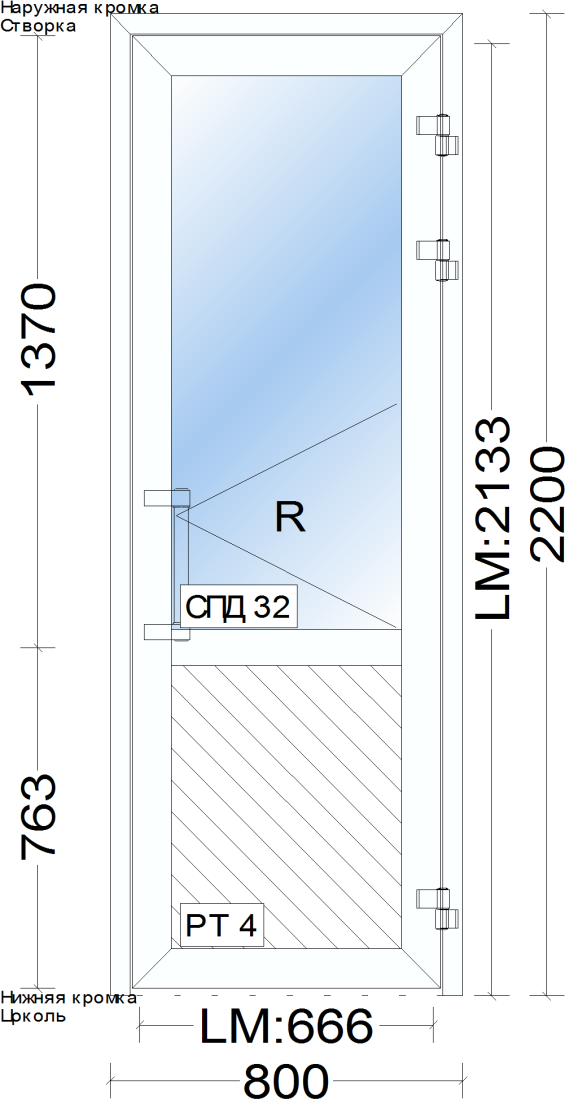 Наружная кромка
Створка
1370
LM:2133
2200
R
СПД 32
763
РТ 4
Нижняя кромка
Цоколь
LM:666
800